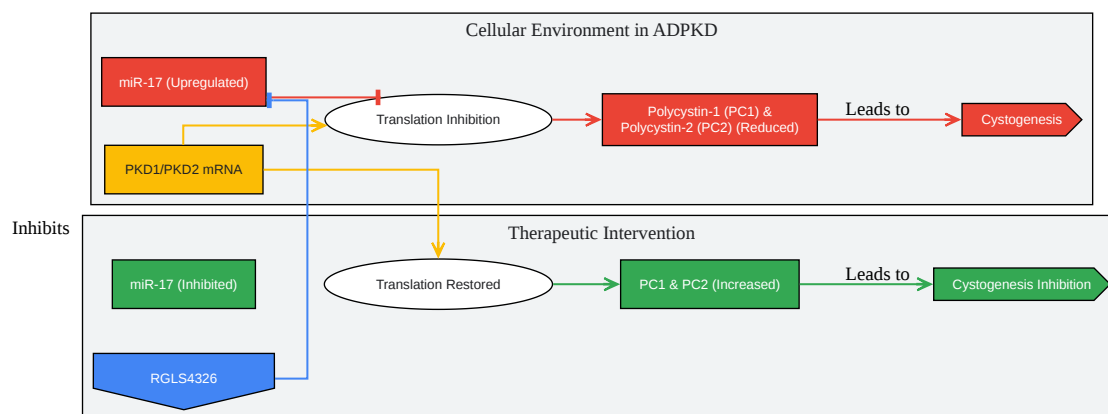 Cellular Environment in ADPKD
miR-17 (Upregulated)
Translation Inhibition
Polycystin-1 (PC1) &
Polycystin-2 (PC2) (Reduced)
Leads to
Cystogenesis
PKD1/PKD2 mRNA
Inhibits
Therapeutic Intervention
miR-17 (Inhibited)
Translation Restored
PC1 & PC2 (Increased)
Leads to
Cystogenesis Inhibition
RGLS4326